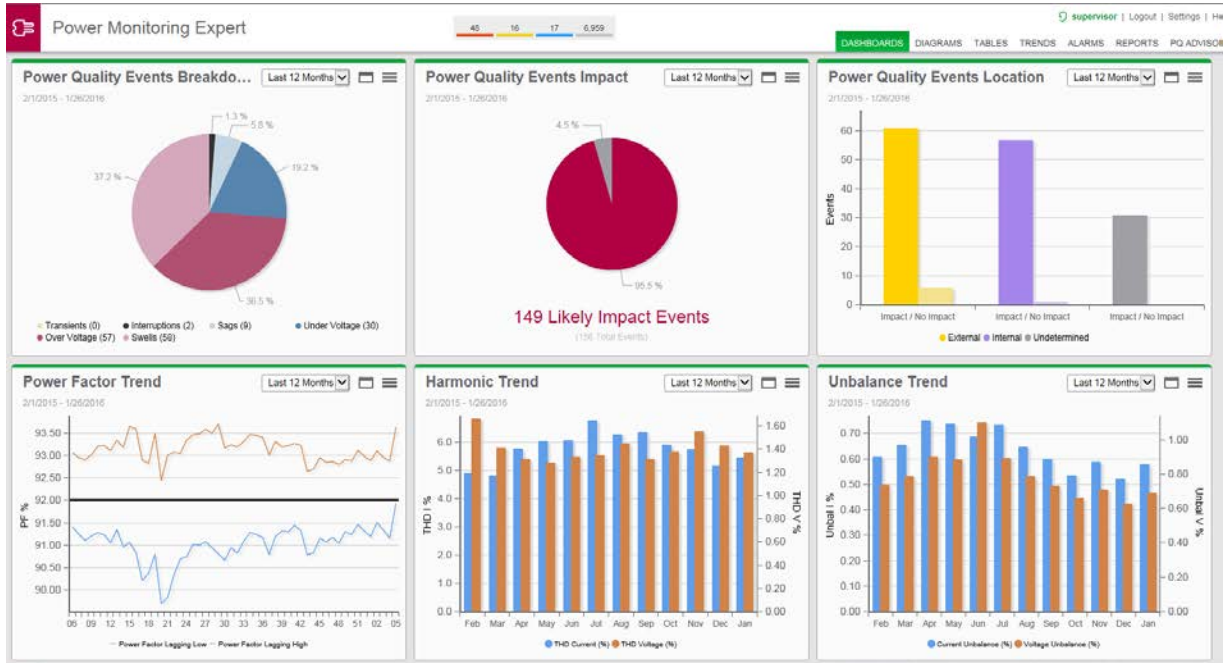 Power Monitoring Expert
45 16 17 6,959
supervisor | Logout | Settings | He
DASHBOARDS DIAGRAMS TABLES TRENDS ALARMS REPORTS PQ ADVISOR
Power Quality Events Breakdo...
Last 12 Months
2/1/2015 - 1/26/2016
1.3 %
5.8 %
19.2 %
37.2 %
36.5 %
Transients (0) Interruptions (2) Sags (9) Under Voltage (30)
Over Voltage (57) Swells (58)
Power Quality Events Impact
Last 12 Months
2/1/2015 - 1/26/2016
4.5 %
95.5 %
149 Likely Impact Events
(156 Total Events)
Power Quality Events Location
Last 12 Months
2/1/2015 - 1/26/2016
Events
60
50
40
30
20
10
0
Impact / No Impact Impact / No Impact Impact / No Impact
External Internal Undetermined
Power Factor Trend
Last 12 Months
2/1/2015 - 1/26/2016
PF %
93.50
93.00
92.50
92.00
91.50
91.00
90.50
90.00
06 09 12 15 18 21 24 27 30 33 36 39 42 45 48 51 02 05
Power Factor Lagging Low Power Factor Lagging High
Harmonic Trend
Last 12 Months
2/1/2015 - 1/26/2016
THD I %
6.0
5.0
4.0
3.0
2.0
1.0
0.0
1.60
1.40
1.20
1.00
0.80
0.60
0.40
0.20
0.00
THD V %
Feb Mar Apr May Jun Jul Aug Sep Oct Nov Dec Jan
THD Current (%) THD Voltage (%)
Unbalance Trend
Last 12 Months
2/1/2015 - 1/26/2016
Unbal I %
0.70
0.60
0.50
0.40
0.30
0.20
0.10
0.00
1.00
0.80
0.60
0.40
0.20
0.00
Unbal V %
Feb Mar Apr May Jun Jul Aug Sep Oct Nov Dec Jan
Current Unbalance (%) Voltage Unbalance (%)